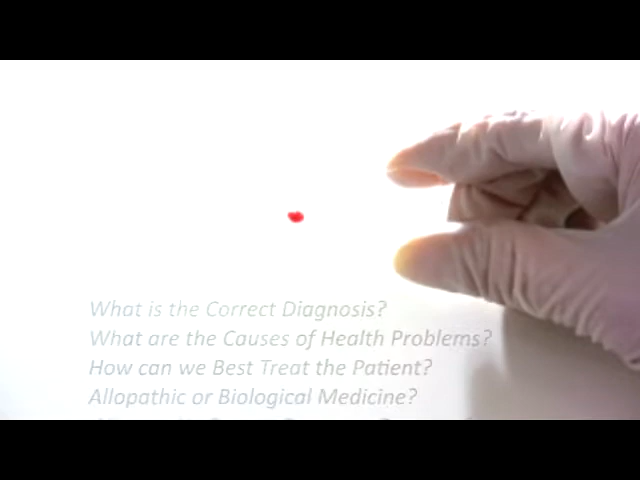 What is the Correct Diagnosis?
What are the Causes of Health Problems?
How can we Best Treat the Patient?
Allopathic or Biological Medicine?